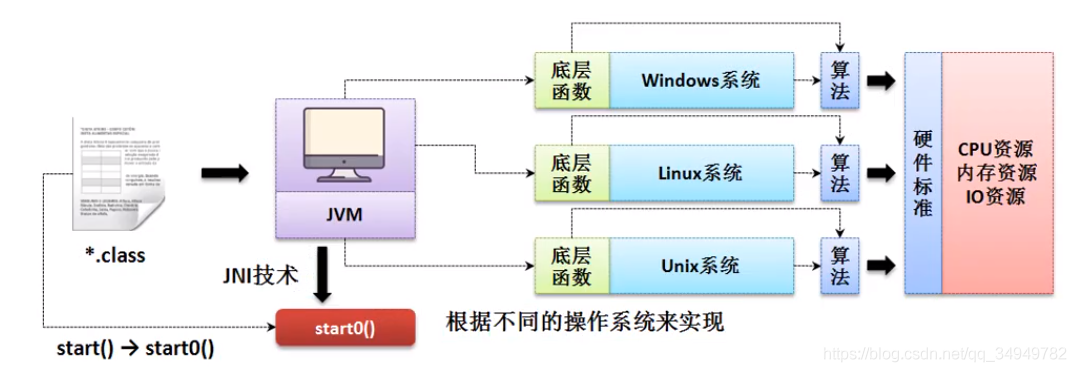 *.class
start() → start0()
JVM
JNI技术
start0()
底层
函数
Windows系统
算
法
底层
函数
Linux系统
算
法
底层
函数
Unix系统
算
法
根据不同的操作系统来实现
硬
件
标
准
CPU资源
内存资源
IO资源
https://blog.csdn.net/qq_34949782